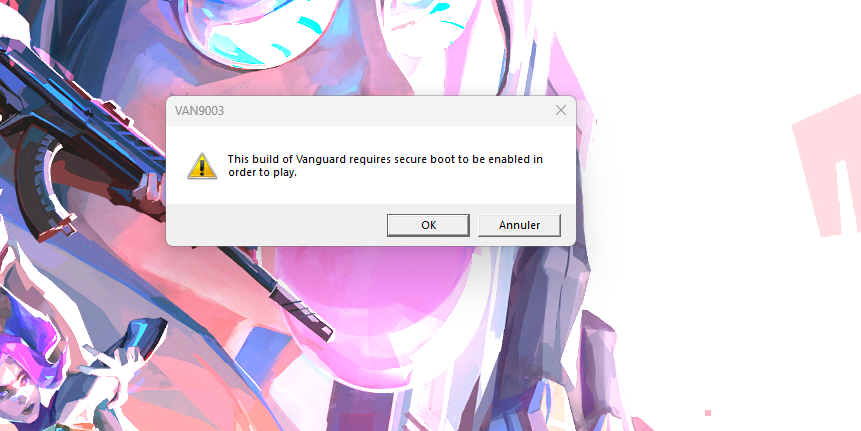 VAN9003
This build of Vanguard requires secure boot to be enabled in
order to play.
OK
Annuler